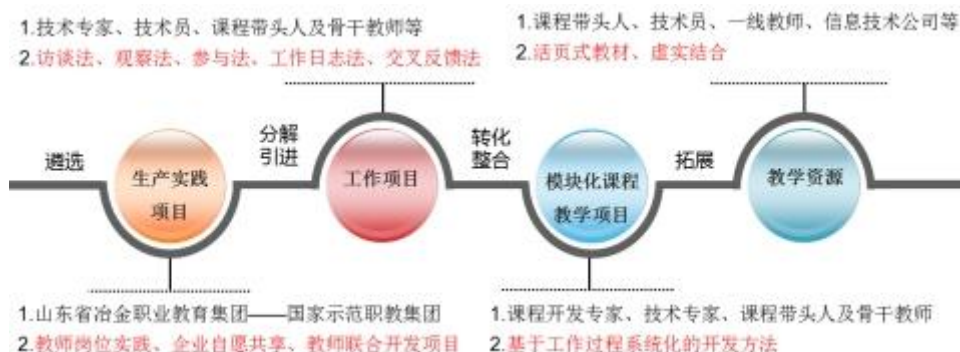 1.技术专家、技术员、课程带头人及骨干教师等
2.访谈法、观察法、参与法、工作日志法、交叉反馈法
1.课程带头人、技术员、一线教师、信息技术公司等
2.活页式教材、虚实结合
遴选
生产实践
项目
分解
引进
工作项目
转化
整合
模块化课程
教学项目
拓展
教学资源
1.山东省冶金职业教育集团——国家示范职教集团
2.教师岗位实践、企业自愿共享、教师联合开发项目
1.课程开发专家、技术专家、课程带头人及骨干教师
2.基于工作过程系统化的开发方法